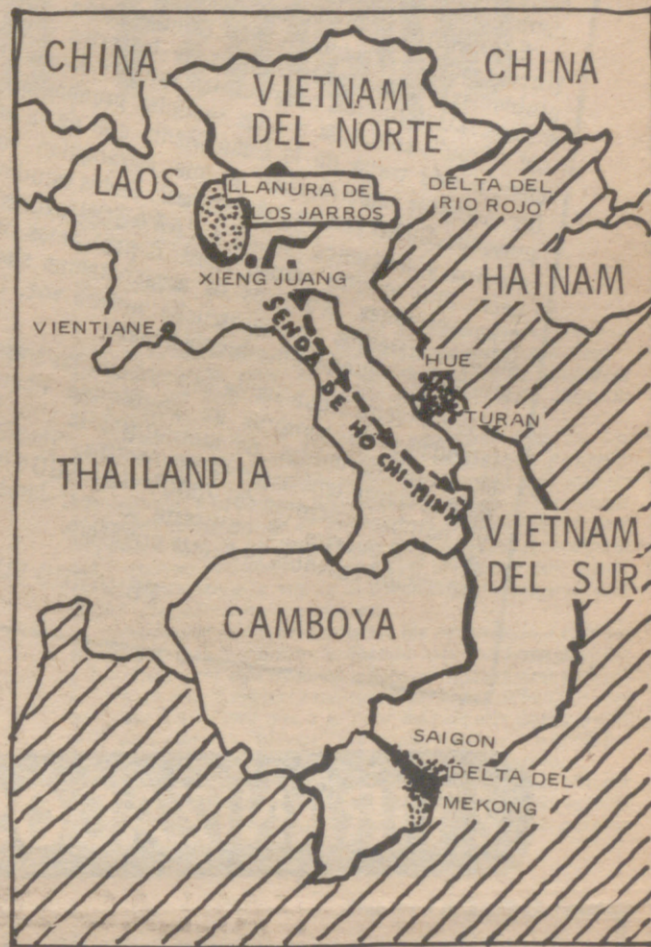 CHINA
CHINA
VIETNAM
DEL NORTE
LAOS
LLANURA DE
LOS JARROS
DELTA DEL
RIO ROJO
XIENG JUANG
HAINAM
VIENTIANE
SENDA DE HO CHI-MINH
HUE
TURAN
THAILANDIA
VIETNAM
DEL SUR
CAMBOYA
SAIGON
DELTA DEL
MEKONG